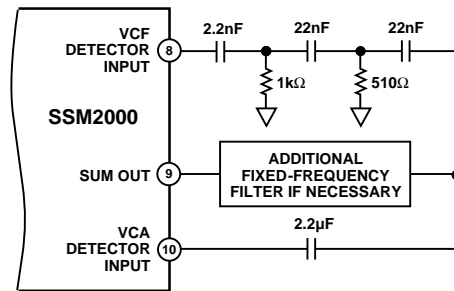 VCF
DETECTOR
INPUT
8
2.2nF
22nF
22nF
1kΩ
510Ω
SSM2000
SUM OUT
9
ADDITIONAL
FIXED-FREQUENCY
FILTER IF NECESSARY
VCA
DETECTOR
INPUT
10
2.2µF